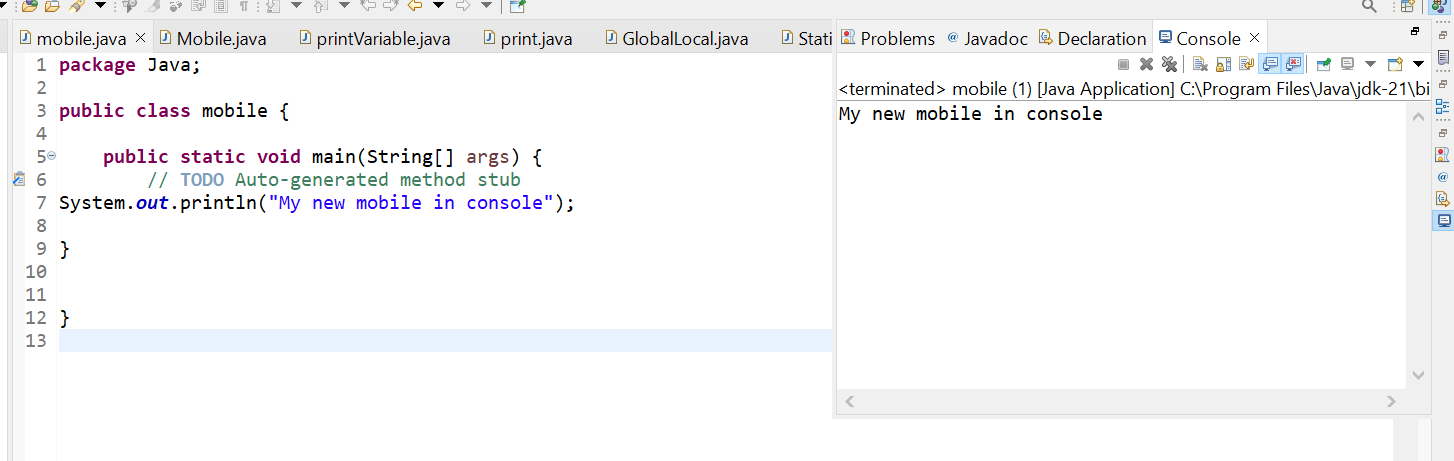 mobile.java
Mobile.java
printVariable.java
print.java
GlobalLocal.java
Stati
1 package Java;
2
3 public class mobile {
4
5 public static void main(String[] args) {
6 // TODO Auto-generated method stub
7 System.out.println("My new mobile in console");
8
9 }
10
11
12 }
13
Problems @ Javadoc Declaration Console
<terminated> mobile (1) [Java Application] C:\Program Files\Java\jdk-21\bi
My new mobile in console